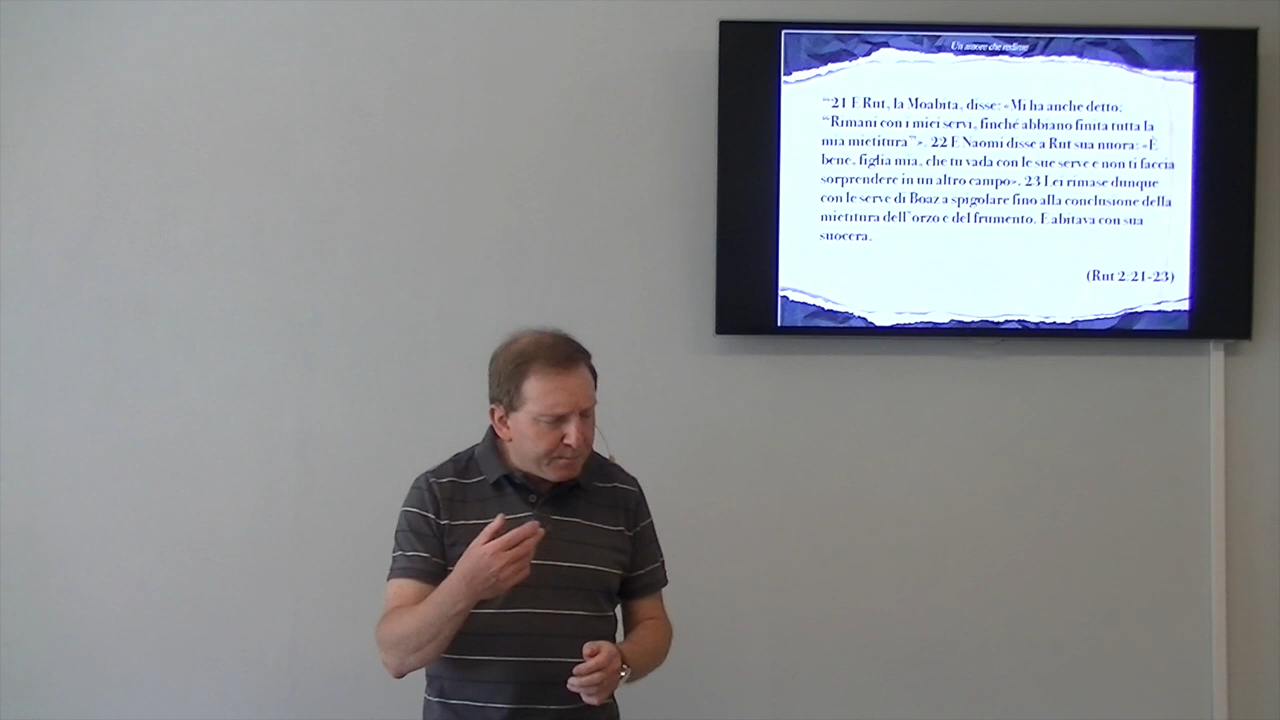 Un amore che redime
“21 E Rut, la Moabita, disse: «Mi ha anche detto:
“Rimani con i miei servi, finché abbiano finita tutta la
mia mietitura”». 22 E Naomi disse a Rut sua nuora: «È
bene, figlia mia, che tu vada con le sue serve e non ti faccia
sorprendere in un altro campo». 23 Lei rimase dunque
con le serve di Boaz a spigolare fino alla conclusione della
mietitura dell’orzo e del frumento. E abitava con sua
suocera.
(Rut 2:21-23)